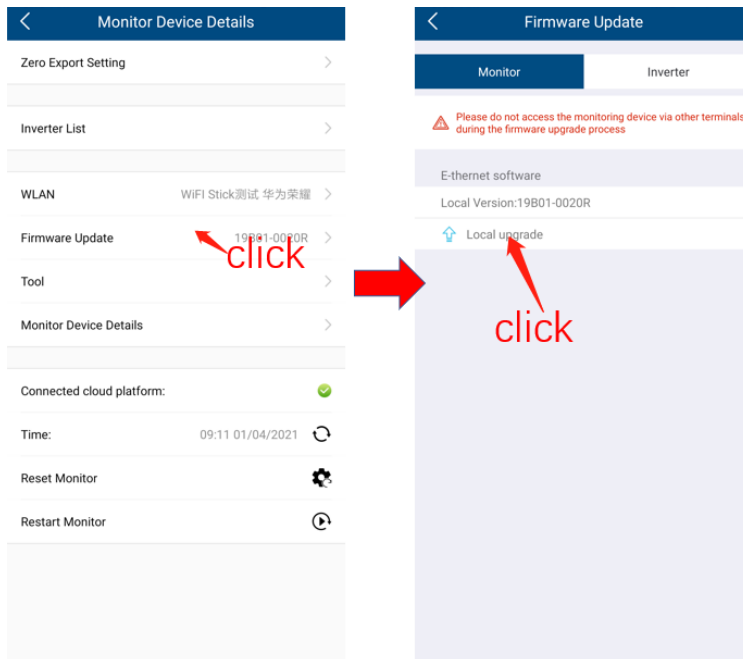 Monitor Device Details
Zero Export Setting
Inverter List
WLAN WiFI Stick测试 华为荣耀
Firmware Update 19B01-0020R
click
Tool
Monitor Device Details
Connected cloud platform:
Time: 09:11 01/04/2021
Reset Monitor
Restart Monitor
Firmware Update
Monitor Inverter
Please do not access the monitoring device via other terminals
during the firmware upgrade process
E-thernet software
Local Version:19B01-0020R
Local upgrade
click